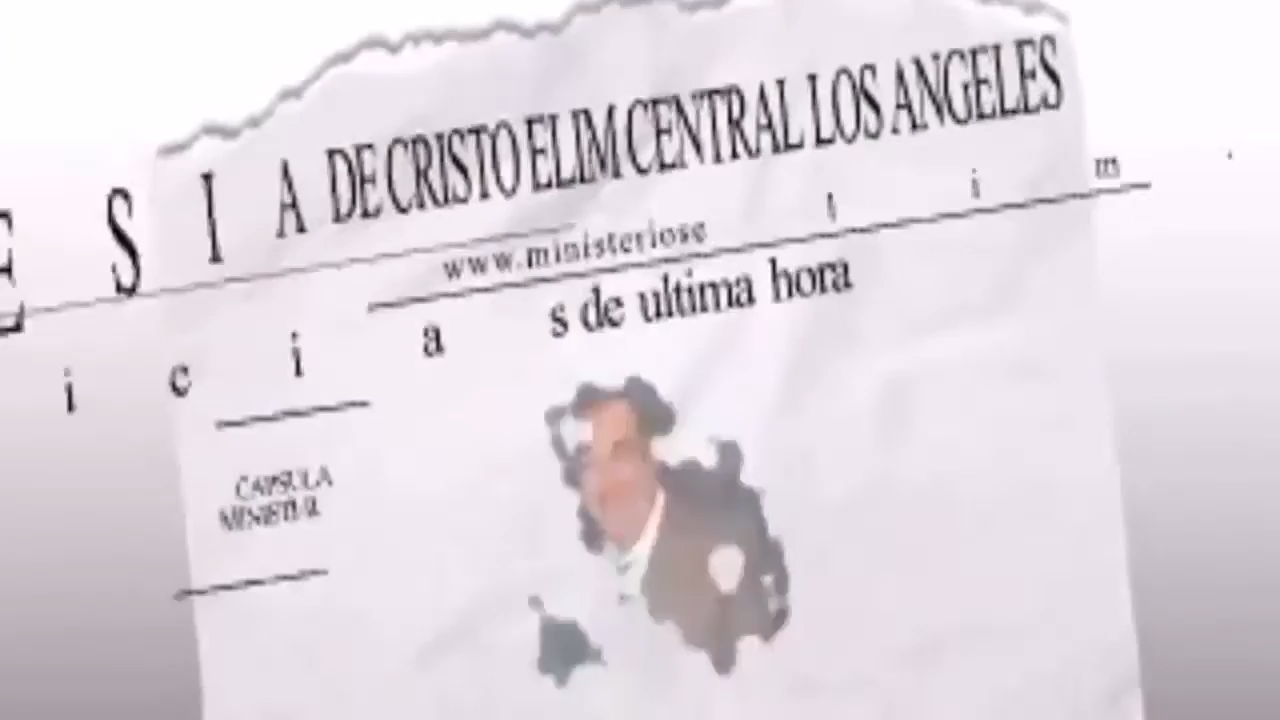 E S I A DE CRISTO ELIM CENTRAL LOS ANGELES
www.ministeriose t i m .
i c i a s de ultima hora
CAPSULA